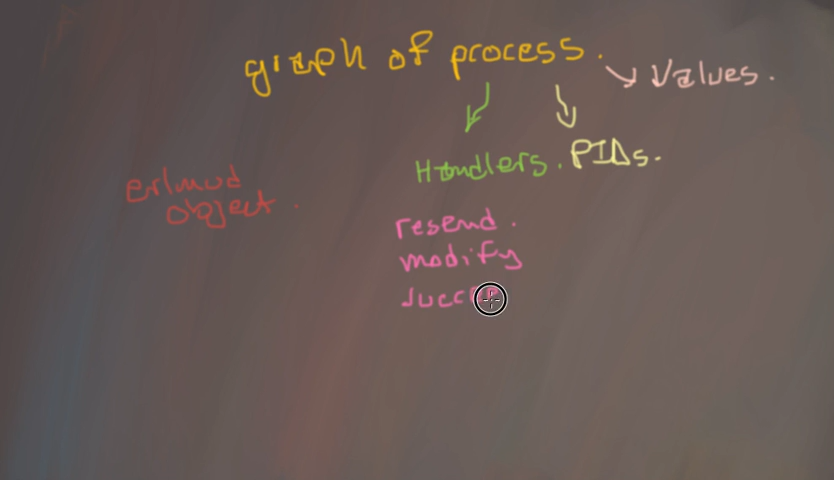 graph of process.
Values.
Handlers. PIDs.
erlmud
object.
resend.
modify